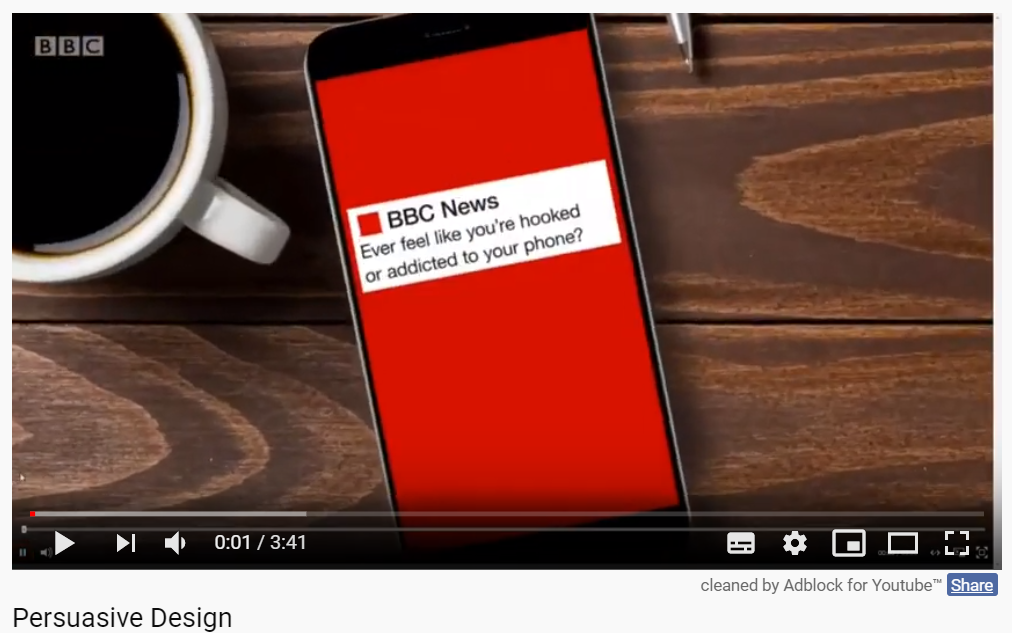 BBC
BBC News
Ever feel like you're hooked
or addicted to your phone?
0:01 / 3:41
cleaned by Adblock for Youtube™ Share
Persuasive Design